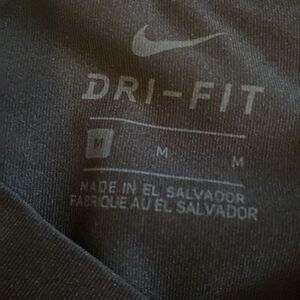 DRI-FIT
M M M
MADE IN EL SALVADOR
FABRIQUE AU EL SALVADOR